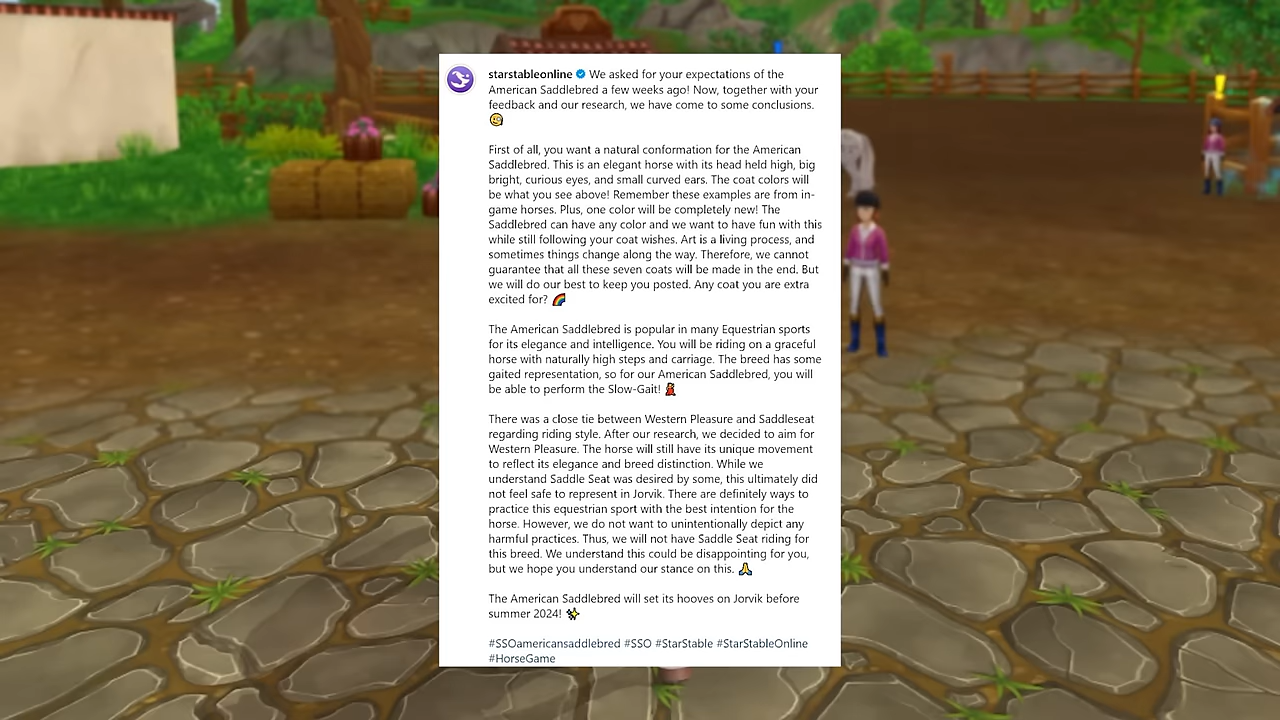 starstableonline We asked for your expectations of the
American Saddlebred a few weeks ago! Now, together with your
feedback and our research, we have come to some conclusions.
🧐
First of all, you want a natural conformation for the American
Saddlebred. This is an elegant horse with its head held high, big
bright, curious eyes, and small curved ears. The coat colors will
be what you see above! Remember these examples are from in-
game horses. Plus, one color will be completely new! The
Saddlebred can have any color and we want to have fun with this
while still following your coat wishes. Art is a living process, and
sometimes things change along the way. Therefore, we cannot
guarantee that all these seven coats will be made in the end. But
we will do our best to keep you posted. Any coat you are extra
excited for? 🌈
The American Saddlebred is popular in many Equestrian sports
for its elegance and intelligence. You will be riding on a graceful
horse with naturally high steps and carriage. The breed has some
gaited representation, so for our American Saddlebred, you will
be able to perform the Slow-Gait! 💃
There was a close tie between Western Pleasure and Saddleseat
regarding riding style. After our research, we decided to aim for
Western Pleasure. The horse will still have its unique movement
to reflect its elegance and breed distinction. While we
understand Saddle Seat was desired by some, this ultimately did
not feel safe to represent in Jorvik. There are definitely ways to
practice this equestrian sport with the best intention for the
horse. However, we do not want to unintentionally depict any
harmful practices. Thus, we will not have Saddle Seat riding for
this breed. We understand this could be disappointing for you,
but we hope you understand our stance on this. 🙏
The American Saddlebred will set its hooves on Jorvik before
summer 2024! ✨
#SSOamericansaddlebred #SSO #StarStable #StarStableOnline
#HorseGame